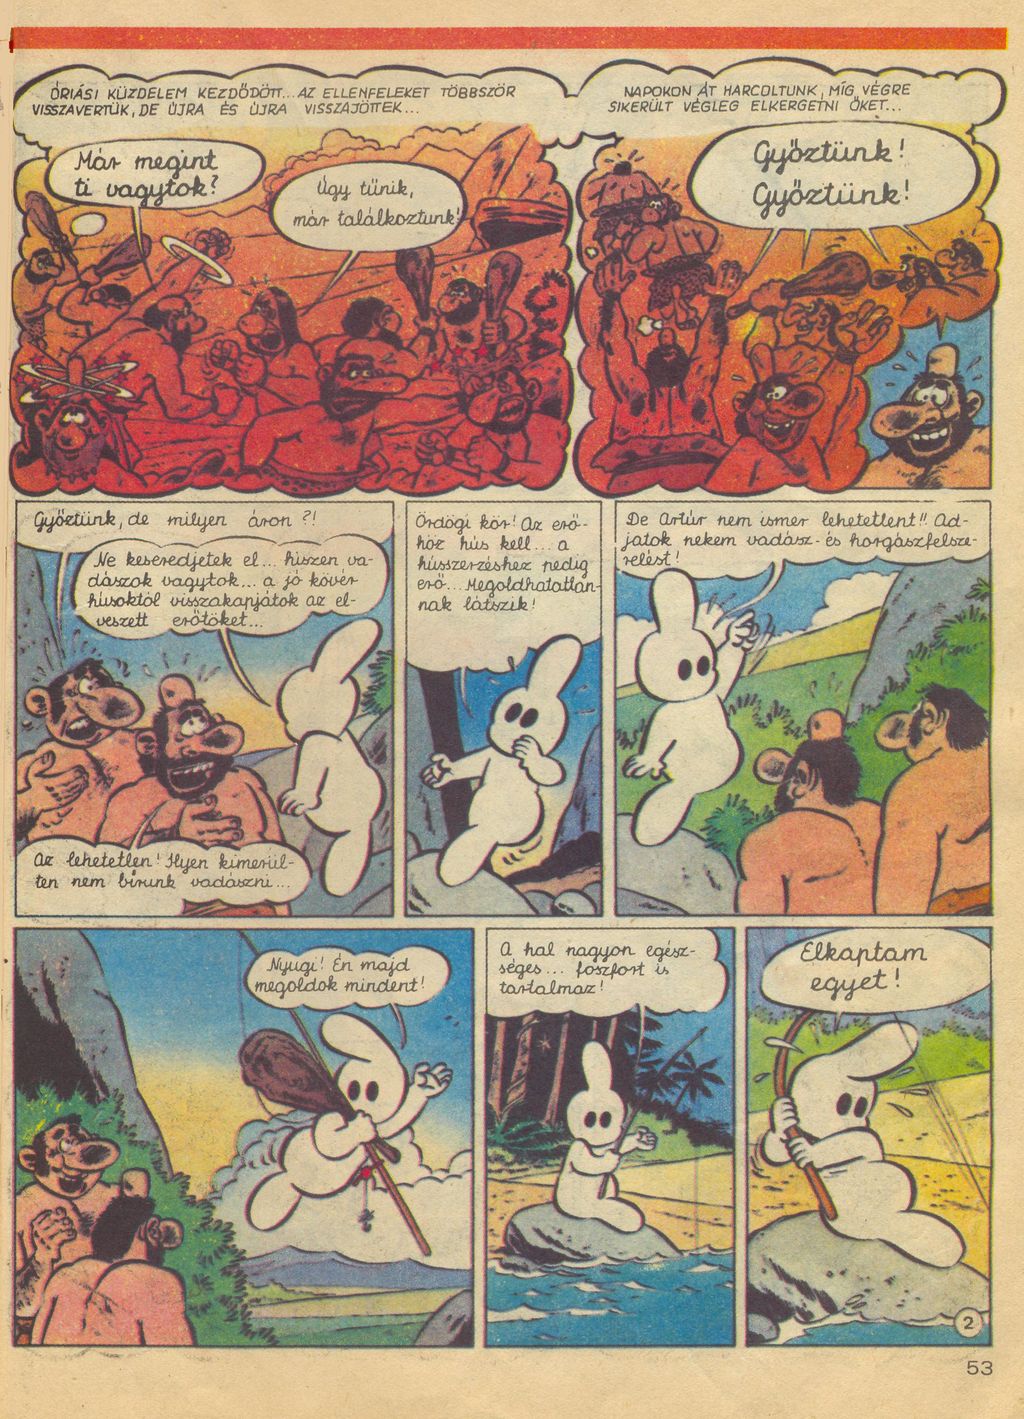 ÓRIÁSI KÜZDELEM KEZDŐDÖTT... AZ ELLENFELEKET TÖBBSZÖR
VISSZAVERTÜK, DE ÚJRA ÉS ÚJRA VISSZAJÖTTEK...
Már megint
ti vagytok?
Úgy tűnik,
már találkoztunk!
NAPOKON ÁT HARCOLTUNK, MÍG VÉGRE
SIKERÜLT VÉGLEG ELKERGETNI ŐKET...
Győztünk!
Győztünk!
Győztünk, de milyen áron?!
Ne keseredjetek el... hiszen va-
dászok vagytok... a jó kövér
húsoktól visszakapjátok az el-
veszett erőtöket...
Az lehetetlen! Ilyen kimerül-
ten nem bírunk vadászni...
Ördögi kör! Az erő-
höz hús kell... a
hússzerzéshez pedig
erő... Megoldhatatlan-
nak látszik!
De Artúr nem ismer lehetetlent!! Ad-
jatok nekem vadász- és horgászfelsze-
relést!
Nyugi! Én majd
megoldok mindent!
A hal nagyon egész-
séges... foszfort is
tartalmaz!
Elkaptam
egyet!
2
53